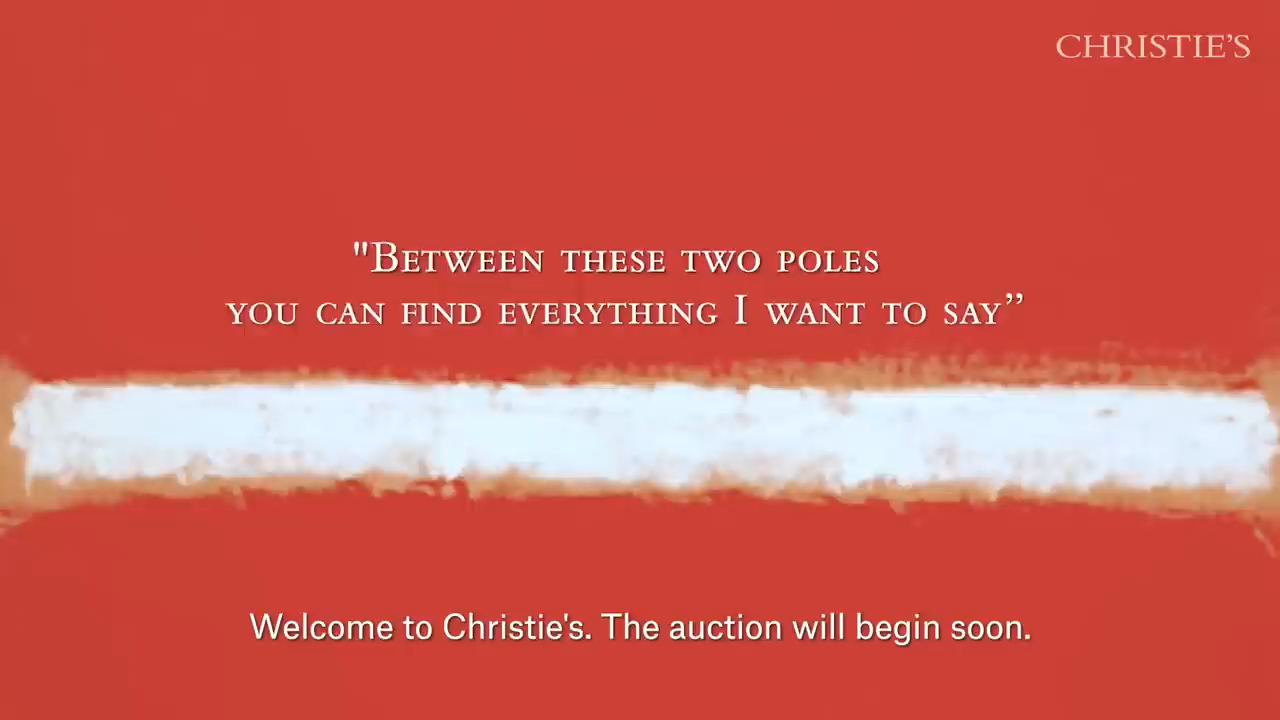 CHRISTIE'S
"BETWEEN THESE TWO POLES
YOU CAN FIND EVERYTHING I WANT TO SAY”
Welcome to Christie's. The auction will begin soon.